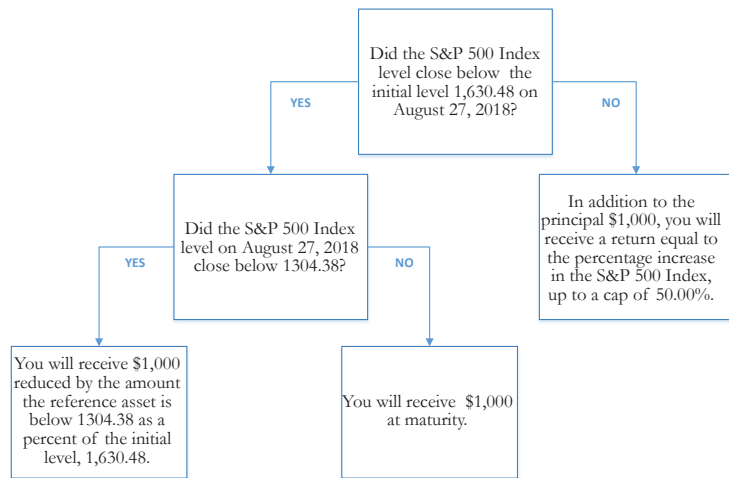 Did the S&P 500 Index
level close below the
initial level 1,630.48 on
August 27, 2018?
YES
NO
Did the S&P 500 Index
level on August 27, 2018
close below 1304.38?
In addition to the
principal $1,000, you will
receive a return equal to
the percentage increase
in the S&P 500 Index,
up to a cap of 50.00%.
YES
NO
You will receive $1,000
reduced by the amount
the reference asset is
below 1304.38 as a
percent of the initial
level, 1,630.48.
You will receive $1,000
at maturity.